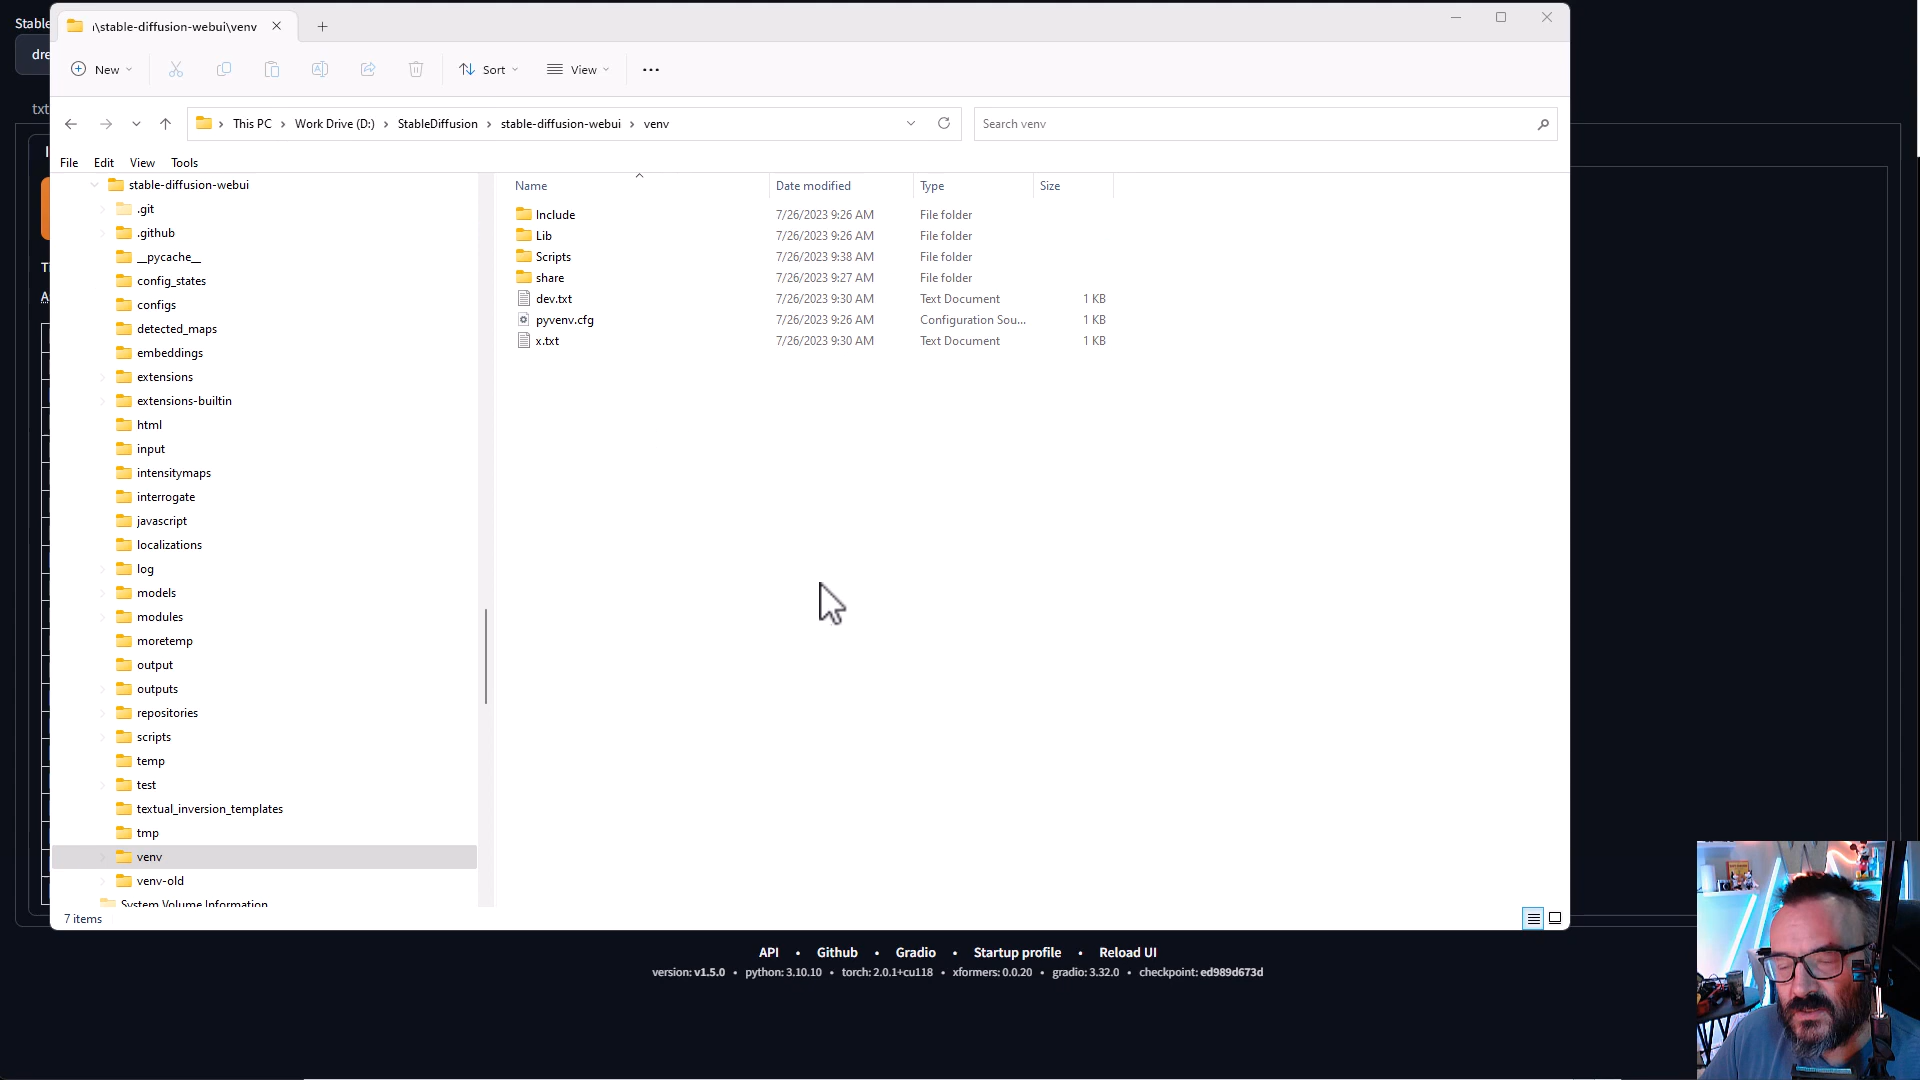 Stable
\stable-diffusion-webui\venv
dre
New
Sort
View
txt
This PC
Work Drive (D:)
StableDiffusion
stable-diffusion-webui
venv
Search venv
File
Edit
View
Tools
stable-diffusion-webui
.git
.github
__pycache__
config_states
configs
detected_maps
embeddings
extensions
extensions-builtin
html
input
intensitymaps
interrogate
javascript
localizations
log
models
modules
moretemp
output
outputs
repositories
scripts
temp
test
textual_inversion_templates
tmp
venv
venv-old
System Volume Information
Name Date modified Type Size
Include 7/26/2023 9:26 AM File folder
Lib 7/26/2023 9:26 AM File folder
Scripts 7/26/2023 9:38 AM File folder
share 7/26/2023 9:27 AM File folder
dev.txt 7/26/2023 9:30 AM Text Document 1 KB
pyvenv.cfg 7/26/2023 9:26 AM Configuration Sou... 1 KB
x.txt 7/26/2023 9:30 AM Text Document 1 KB
7 items
API • Github • Gradio • Startup profile • Reload UI
version: v1.5.0 • python: 3.10.10 • torch: 2.0.1+cu118 • xformers: 0.0.20 • gradio: 3.32.0 • checkpoint: ed989d673d